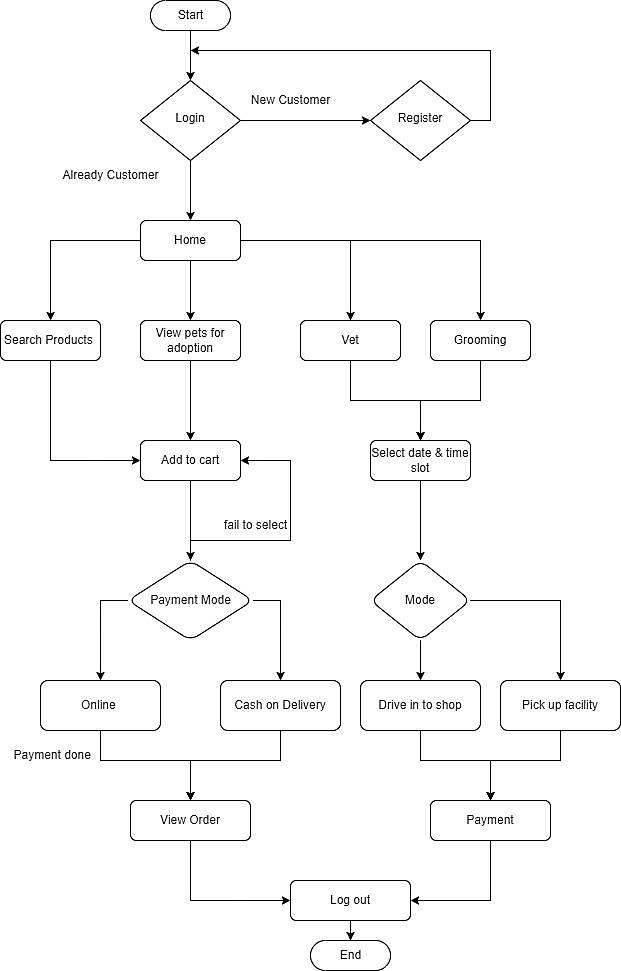 Start
Login
New Customer
Register
Already Customer
Home
Search Products
View pets for
adoption
Vet
Grooming
Add to cart
Select date & time
slot
fail to select
Payment Mode
Mode
Online
Cash on Delivery
Drive in to shop
Pick up facility
Payment done
View Order
Payment
Log out
End